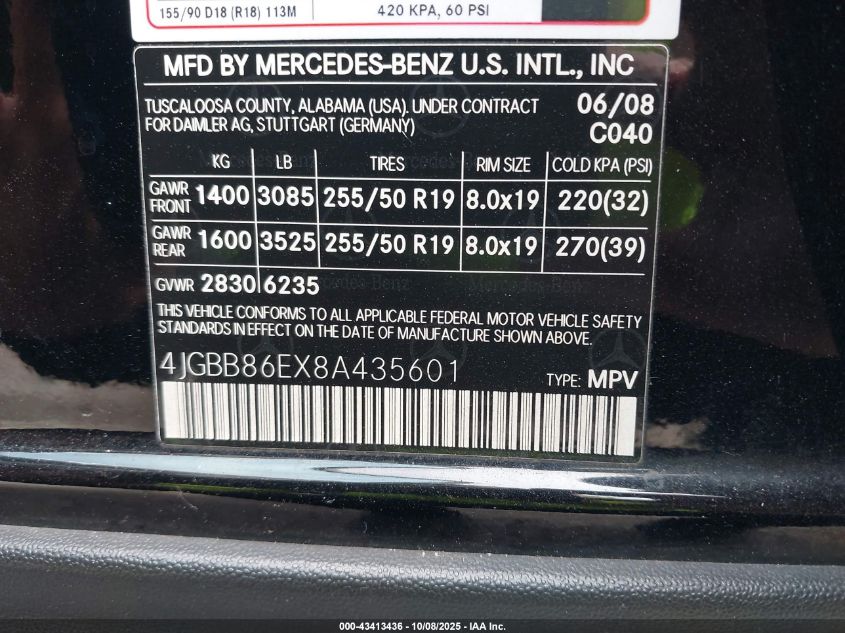 155/90 D18 (R18) 113M 420 KPA, 60 PSI
MFD BY MERCEDES-BENZ U.S. INTL., INC
TUSCALOOSA COUNTY, ALABAMA (USA). UNDER CONTRACT 06/08
FOR DAIMLER AG, STUTTGART (GERMANY) C040
KG LB TIRES RIM SIZE COLD KPA (PSI)
GAWR FRONT 1400 3085 255/50 R19 8.0x19 220(32)
GAWR REAR 1600 3525 255/50 R19 8.0x19 270(39)
GVWR 2830 6235
THIS VEHICLE CONFORMS TO ALL APPLICABLE FEDERAL MOTOR VEHICLE SAFETY
STANDARDS IN EFFECT ON THE DATE OF MANUFACTURE SHOWN ABOVE.
4JGBB86EX8A435601 TYPE: MPV
000-43413436 - 10/08/2025 - IAA Inc.